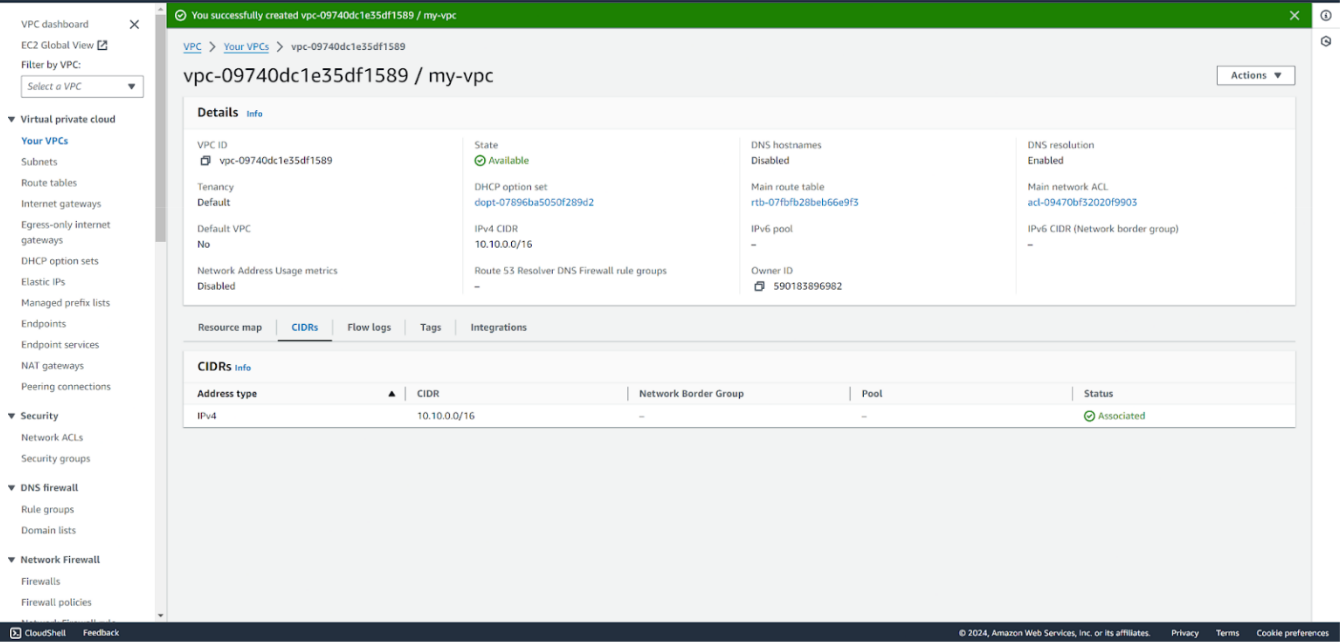 VPC dashboard
EC2 Global View
Filter by VPC:
Select a VPC
Virtual private cloud
Your VPCs
Subnets
Route tables
Internet gateways
Egress-only internet
gateways
DHCP option sets
Elastic IPs
Managed prefix lists
Endpoints
Endpoint services
NAT gateways
Peering connections
Security
Network ACLs
Security groups
DNS firewall
Rule groups
Domain lists
Network Firewall
Firewalls
Firewall policies
You successfully created vpc-09740dc1e35df1589 / my-vpc
VPC > Your VPCs > vpc-09740dc1e35df1589
vpc-09740dc1e35df1589 / my-vpc
Actions
Details Info
VPC ID
vpc-09740dc1e35df1589
State
Available
DNS hostnames
Disabled
DNS resolution
Enabled
Tenancy
Default
DHCP option set
dopt-07896ba5050f289d2
Main route table
rtb-07fbfb28beb66e9f3
Main network ACL
acl-09470bf32020f9903
Default VPC
No
IPv4 CIDR
10.10.0.0/16
IPv6 pool
–
IPv6 CIDR (Network border group)
–
Network Address Usage metrics
Disabled
Route 53 Resolver DNS Firewall rule groups
–
Owner ID
590183896982
Resource map CIDRs Flow logs Tags Integrations
CIDRs Info
Address type CIDR Network Border Group Pool Status
IPv4 10.10.0.0/16 – – Associated
CloudShell Feedback © 2024, Amazon Web Services, Inc. or its affiliates. Privacy Terms Cookie preferences